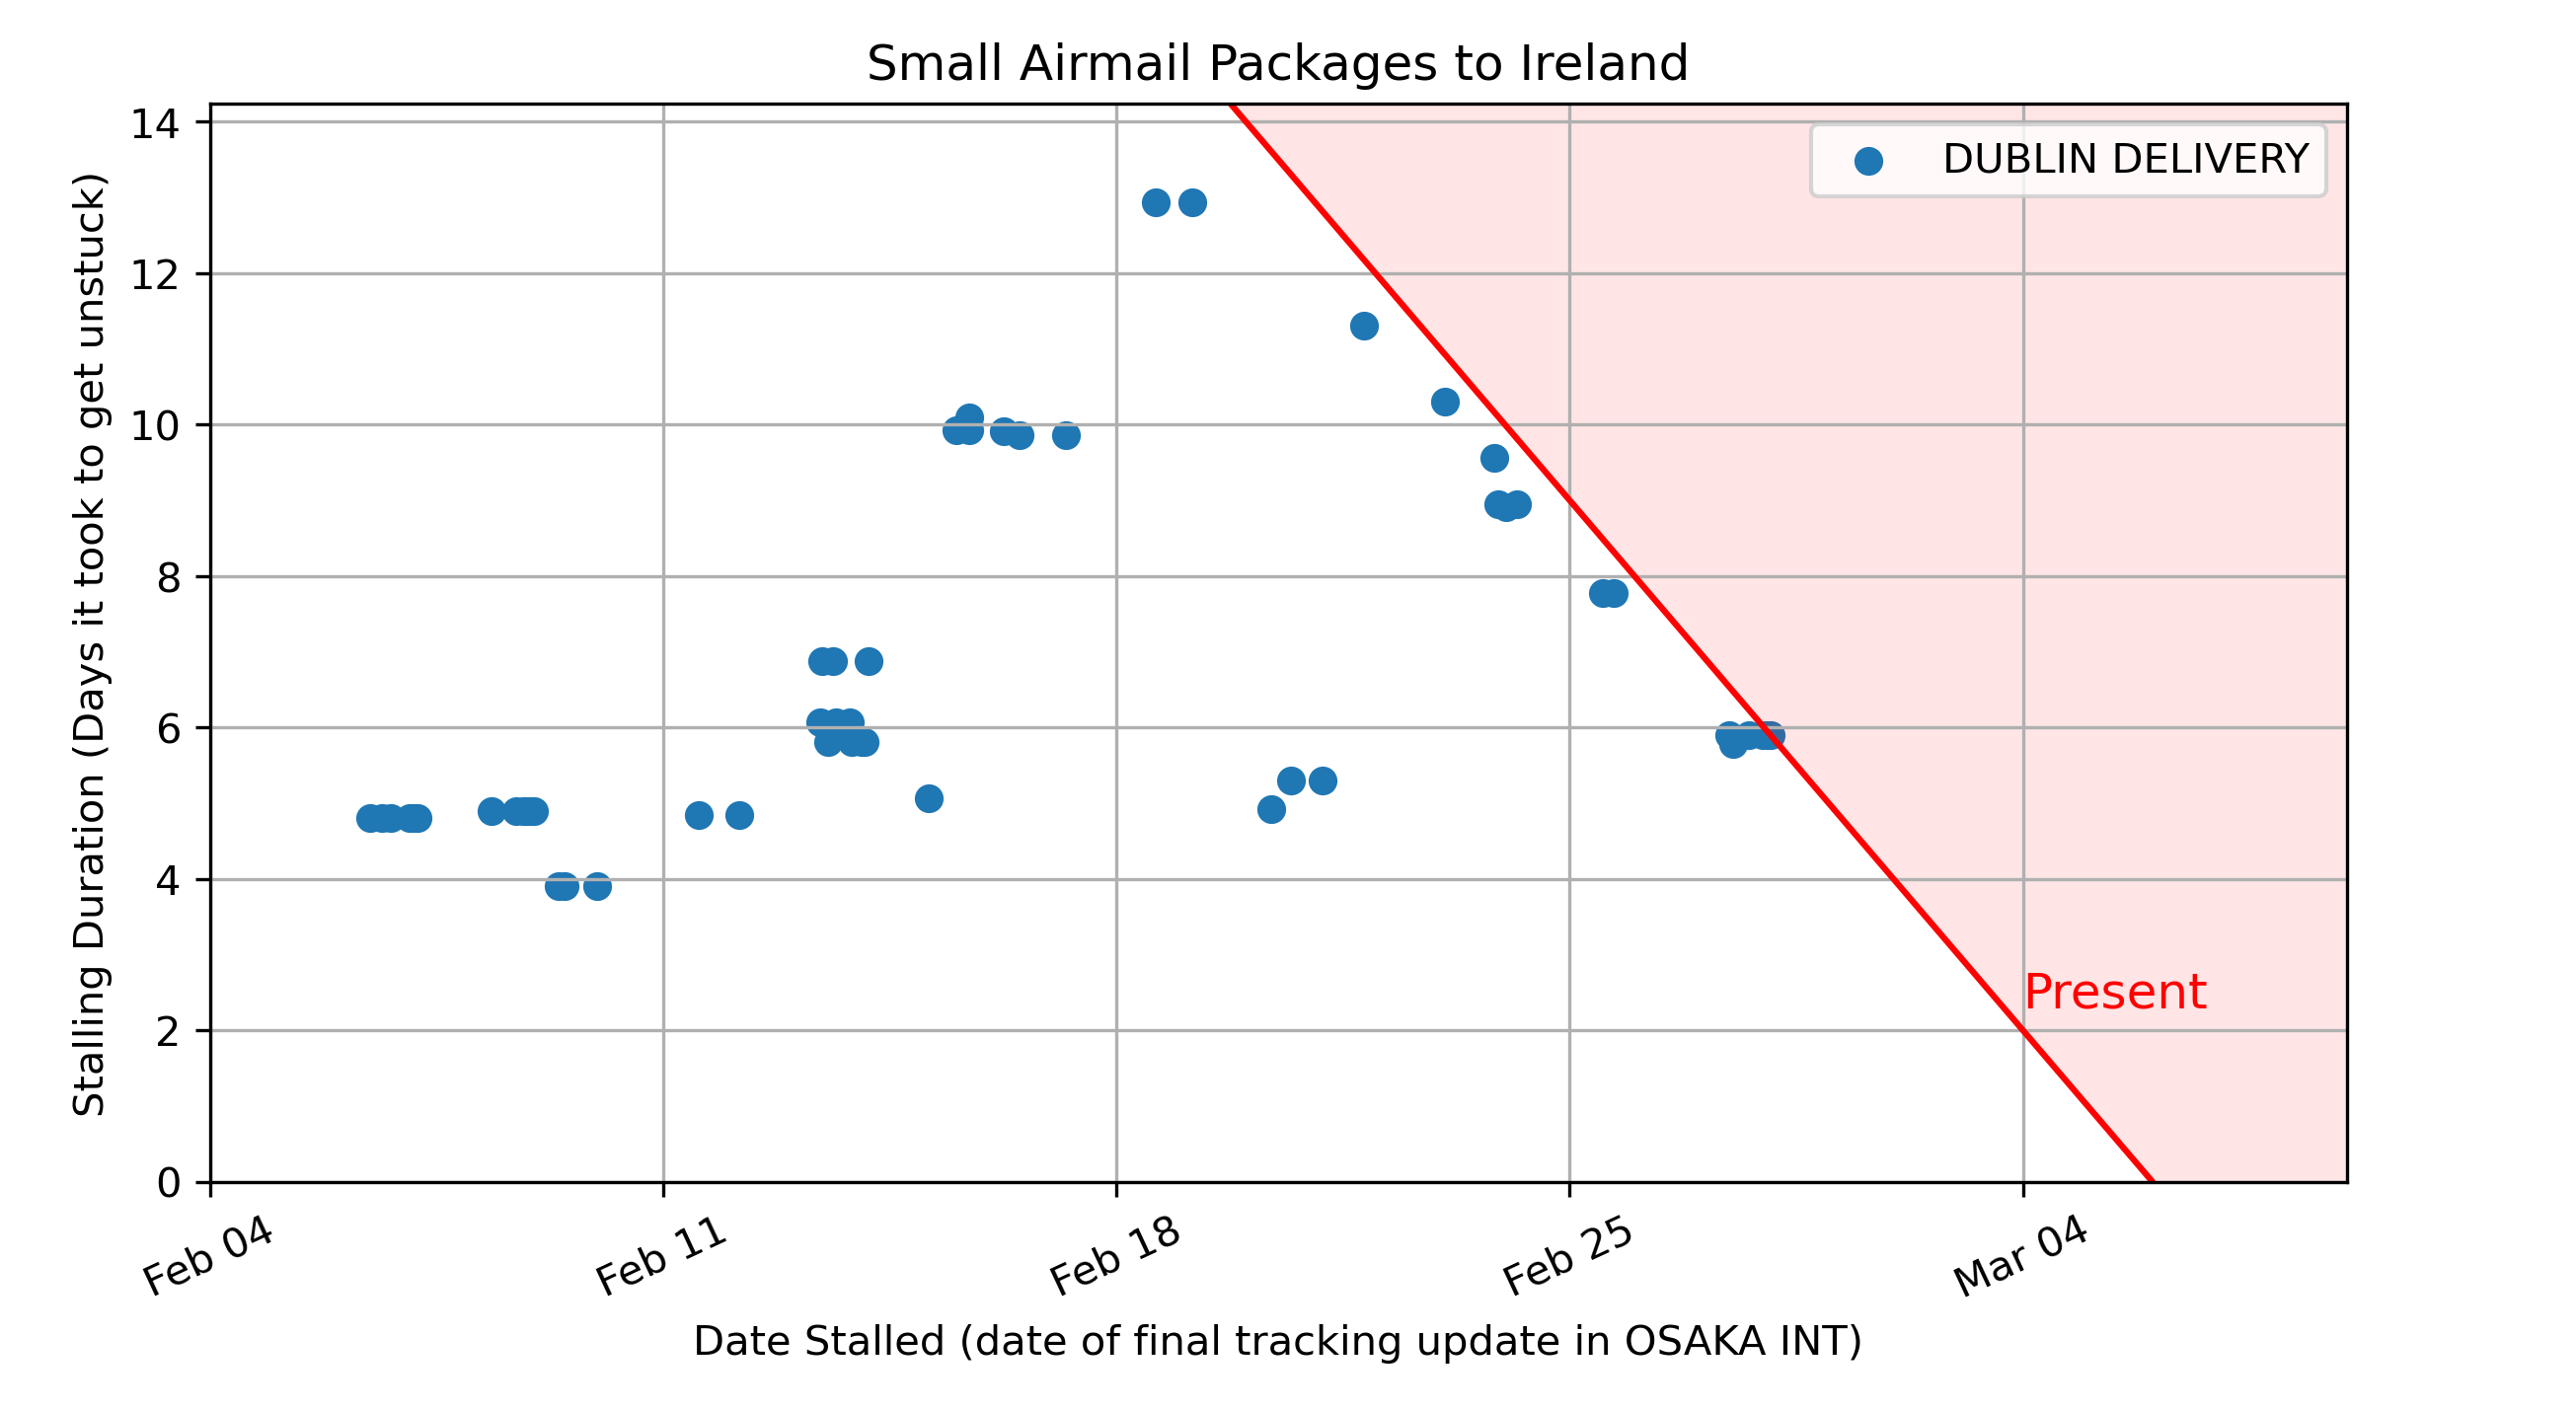 Small Airmail Packages to Ireland
14
12
10
8
6
4
2
0
Stalling Duration (Days it took to get unstuck)
DUBLIN DELIVERY
Present
Feb 04
Feb 11
Feb 18
Feb 25
Mar 04
Date Stalled (date of final tracking update in OSAKA INT)